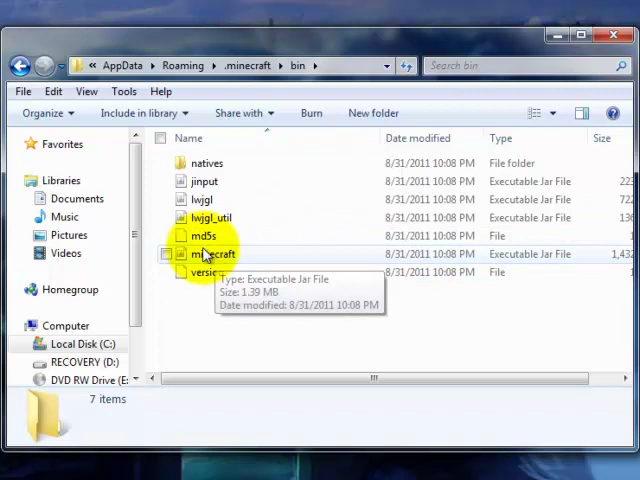 « AppData Roaming .minecraft bin
Search bin
File Edit View Tools Help
Organize Include in library Share with Burn New folder
Name Date modified Type Size
Favorites
Libraries
Documents
Music
Pictures
Videos
Homegroup
Computer
Local Disk (C:)
RECOVERY (D:)
DVD RW Drive (E:
natives 8/31/2011 10:08 PM File folder
jinput 8/31/2011 10:08 PM Executable Jar File 223
lwjgl 8/31/2011 10:08 PM Executable Jar File 722
lwjgl_util 8/31/2011 10:08 PM Executable Jar File 136
md5s 8/31/2011 10:08 PM File
minecraft 8/31/2011 10:08 PM Executable Jar File 1,432
version 8/31/2011 10:08 PM File
Type: Executable Jar File
Size: 1.39 MB
Date modified: 8/31/2011 10:08 PM
7 items